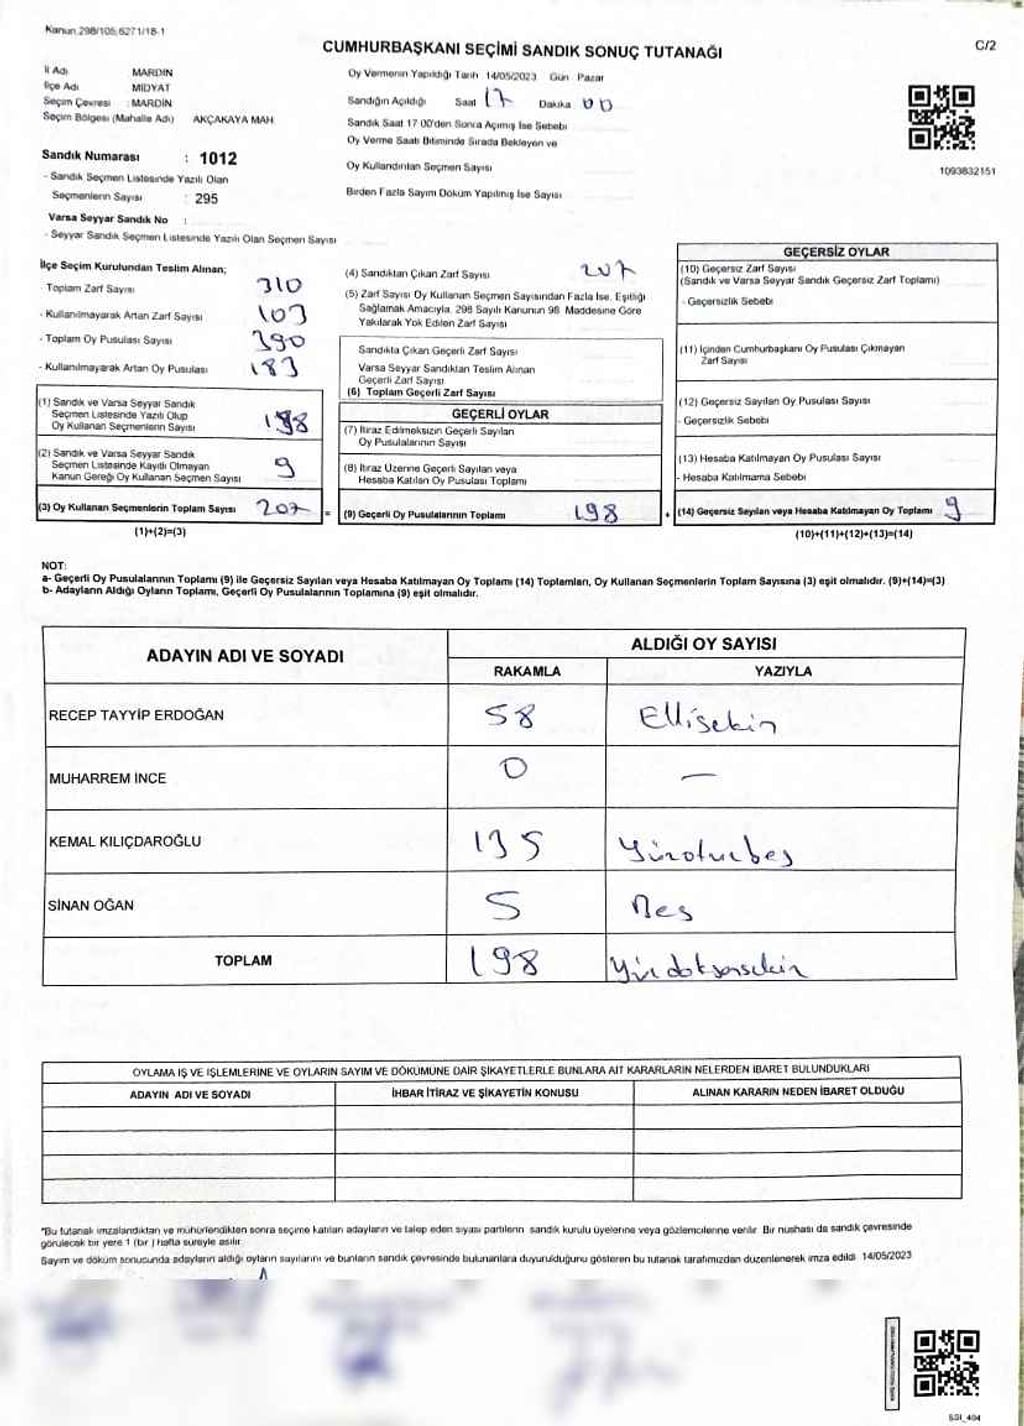 Kanun.298/105,6271/18-1
CUMHURBAŞKANI SEÇİMİ SANDIK SONUÇ TUTANAĞI
C/2
İl Adı MARDİN
İlçe Adı MİDYAT
Seçim Çevresi : MARDİN
Seçim Bölgesi (Mahalle Adı) AKÇAKAYA MAH.
Oy Vermenin Yapıldığı Tarih 14/05/2023 Gün Pazar
Sandığın Açıldığı Saat 17 Dakika 00
Sandık Saat 17 00'den Sonra Açımış İse Sebebi
Oy Verme Saati Bitiminde Sırada Bekleyen ve
Oy Kullandırılan Seçmen Sayısı
Birden Fazla Sayım Döküm Yapılmış İse Sayısı
1093832151
Sandık Numarası : 1012
- Sandık Seçmen Listesinde Yazılı Olan
Seçmenlerin Sayısı : 295
Varsa Seyyar Sandık No :
- Seyyar Sandık Seçmen Listesinde Yazılı Olan Seçmen Sayısı
İlçe Seçim Kurulundan Teslim Alınan;
- Toplam Zarf Sayısı 310
- Kullanılmayarak Artan Zarf Sayısı 103
- Toplam Oy Pusulası Sayısı 390
- Kullanılmayarak Artan Oy Pusulası 183
(1) Sandık ve Varsa Seyyar Sandık
Seçmen Listesinde Yazılı Olup
Oy Kullanan Seçmenlerin Sayısı 198
(2) Sandık ve Varsa Seyyar Sandık
Seçmen Listesinde Kayıtlı Olmayan
Kanun Gereği Oy Kullanan Seçmen Sayısı 9
(3) Oy Kullanan Seçmenlerin Toplam Sayısı 207 =
(1)+(2)=(3)
(4) Sandıktan Çıkan Zarf Sayısı 207
(5) Zarf Sayısı Oy Kullanan Seçmen Sayısından Fazla İse, Eşitliği
Sağlamak Amacıyla, 298 Sayılı Kanunun 98. Maddesine Göre
Yakılarak Yok Edilen Zarf Sayısı
Sandıkta Çıkan Geçerli Zarf Sayısı
Varsa Seyyar Sandıktan Teslim Alınan
Geçerli Zarf Sayısı
(6) Toplam Geçerli Zarf Sayısı
GEÇERLİ OYLAR
(7) İtiraz Edilmeksizin Geçerli Sayılan
Oy Pusulalarının Sayısı
(8) İtiraz Üzerine Geçerli Sayılan veya
Hesaba Katılan Oy Pusulası Toplamı
(9) Geçerli Oy Pusulalarının Toplamı 198 +
GEÇERSİZ OYLAR
(10) Geçersiz Zarf Sayısı
(Sandık ve Varsa Seyyar Sandık Geçersiz Zarf Toplamı)
- Geçersizlik Sebebi
(11) İçinden Cumhurbaşkanı Oy Pusulası Çıkmayan
Zarf Sayısı
(12) Geçersiz Sayılan Oy Pusulası Sayısı
- Geçersizlik Sebebi
(13) Hesaba Katılmayan Oy Pusulası Sayısı
- Hesaba Katılmama Sebebi
(14) Geçersiz Sayılan veya Hesaba Katılmayan Oy Toplamı 9
(10)+(11)+(12)+(13)=(14)
NOT:
a- Geçerli Oy Pusulalarının Toplamı (9) ile Geçersiz Sayılan veya Hesaba Katılmayan Oy Toplamı (14) Toplamları, Oy Kullanan Seçmenlerin Toplam Sayısına (3) eşit olmalıdır. (9)+(14)=(3)
b- Adayların Aldığı Oyların Toplamı, Geçerli Oy Pusulalarının Toplamına (9) eşit olmalıdır.
ADAYIN ADI VE SOYADI
ALDIĞI OY SAYISI
RAKAMLA YAZIYLA
RECEP TAYYİP ERDOĞAN 58 Ellisekin
MUHARREM İNCE 0 —
KEMAL KILIÇDAROĞLU 135 Yüzotuzbeş
SİNAN OĞAN 5 Beş
TOPLAM 198 Yüzdoksansekiz
OYLAMA İŞ VE İŞLEMLERİNE VE OYLARIN SAYIM VE DÖKÜMÜNE DAİR ŞİKAYETLERLE BUNLARA AİT KARARLARIN NELERDEN İBARET BULUNDUKLARI
ADAYIN ADI VE SOYADI İHBAR İTİRAZ VE ŞİKAYETİN KONUSU ALINAN KARARIN NEDEN İBARET OLDUĞU
*Bu tutanak imzalandıktan ve mühürlendikten sonra seçime katılan adayların ve talep eden siyasi partilerin sandık kurulu üyelerine veya gözlemcilerine verilir. Bir nushası da sandık çevresinde
görülecek bir yere 1 (bir ) hafta süreyle asılır.
Sayım ve döküm sonucunda adayların aldığı oyların sayılarını ve bunların sandık çevresinde bulunanlara duyurulduğunu gösteren bu tutanak tarafımızdan düzenlenerek imza edildi 14/05/2023
SSI_404